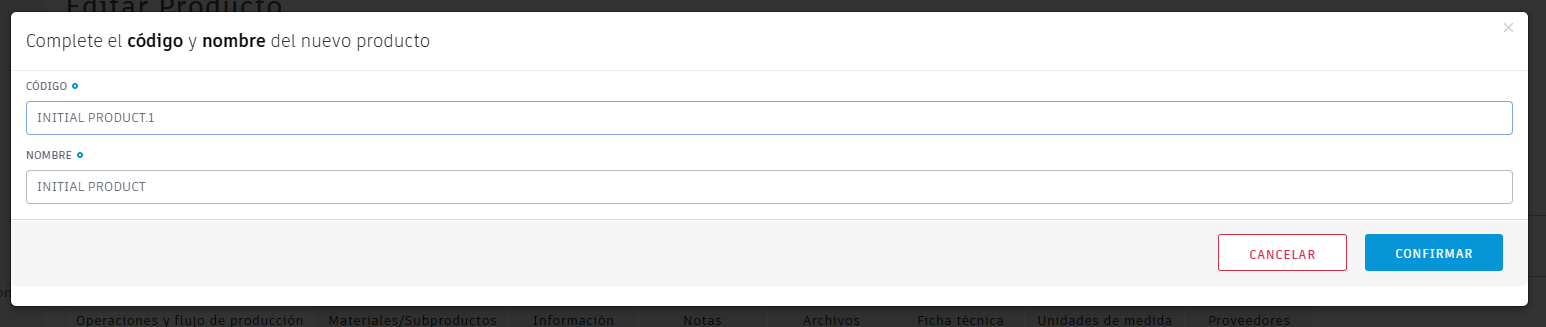 Editar Producto
Complete el código y nombre del nuevo producto
×
CÓDIGO
INITIAL PRODUCT.1
NOMBRE
INITIAL PRODUCT
CANCELAR
CONFIRMAR
Operaciones y flujo de producción
Materiales/Subproductos
Información
Notas
Archivos
Ficha técnica
Unidades de medida
Proveedores